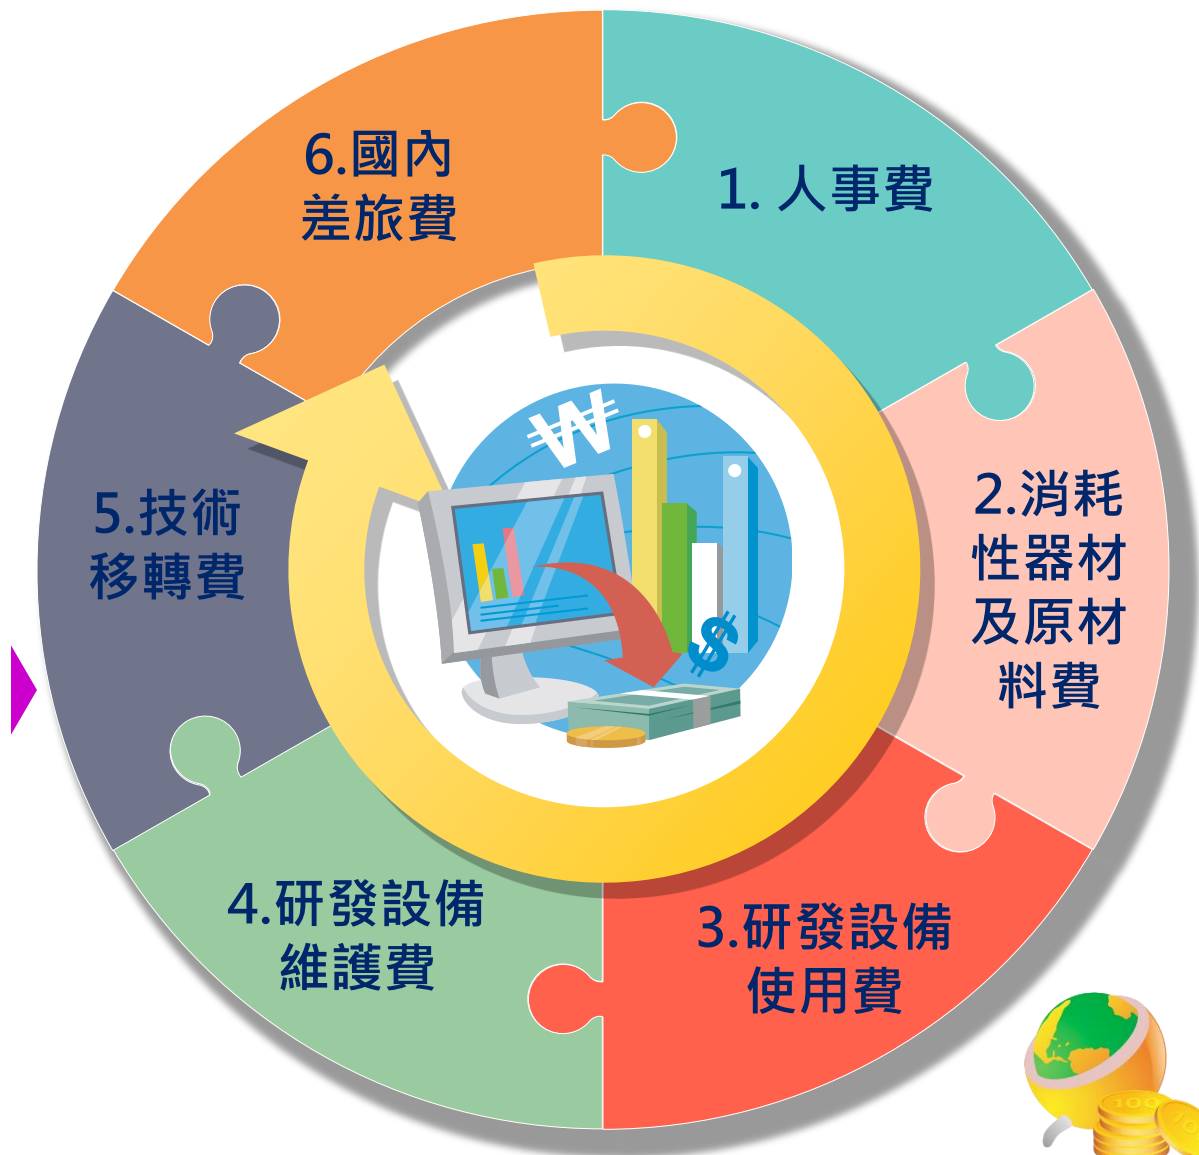 1. 人事費
2.消耗
性器材
及原材
料費
3.研發設備
使用費
4.研發設備
維護費
5.技術
移轉費
6.國內
差旅費
₩
$
100